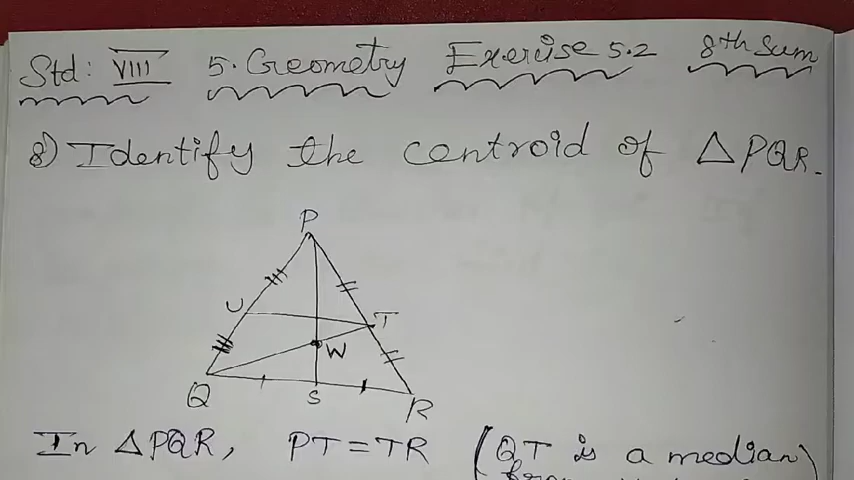 Std: VIII 5. Geometry Exercise 5.2 8th Sum
8) Identify the centroid of △PQR.
P
U
T
W
Q
S
R
In △PQR, PT = TR (QT is a median